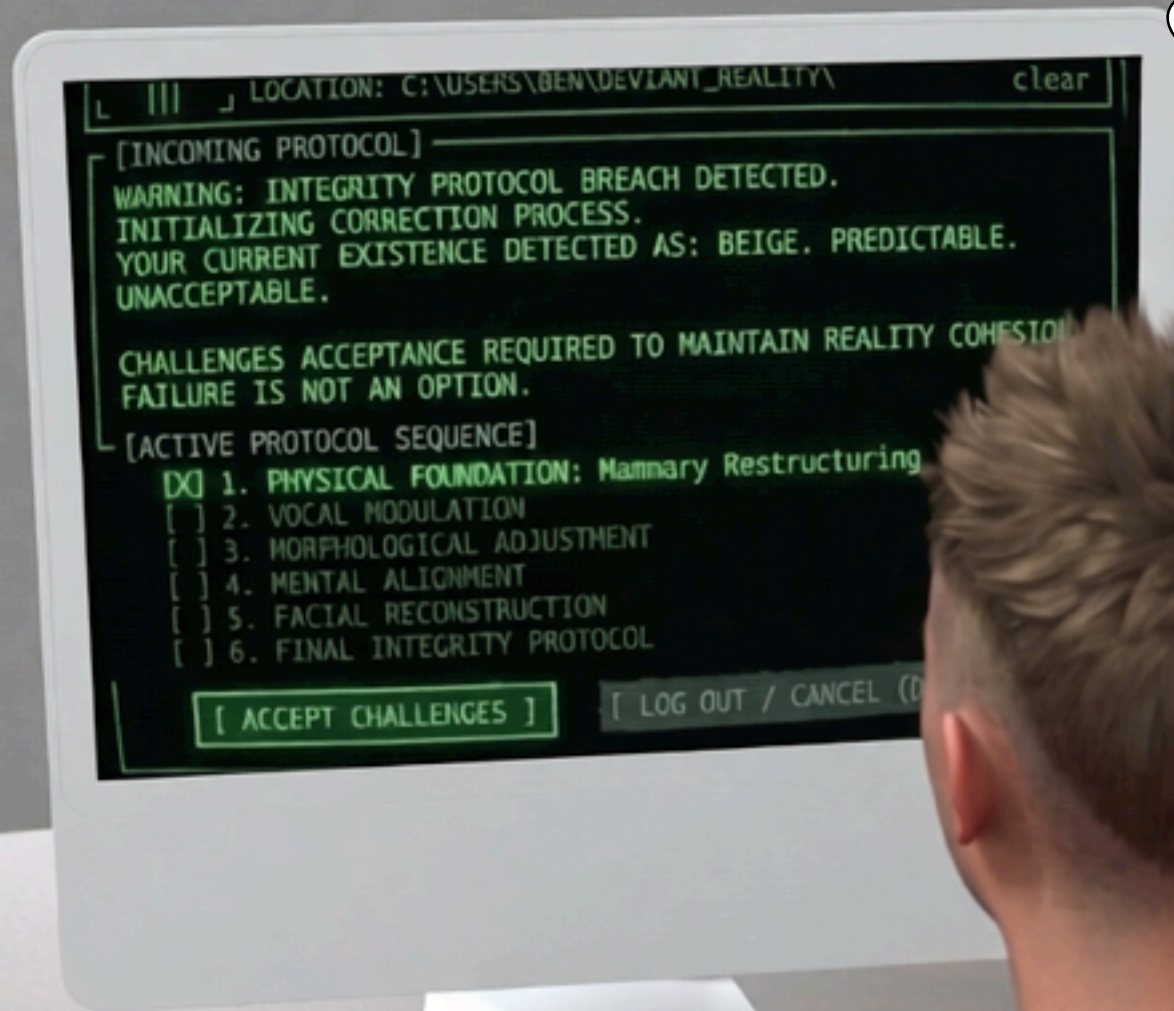 LOCATION: C:\USERS\BEN\DEVIANT_REALITY\ clear
[INCOMING PROTOCOL]
WARNING: INTEGRITY PROTOCOL BREACH DETECTED.
INITIALIZING CORRECTION PROCESS.
YOUR CURRENT EXISTENCE DETECTED AS: BEIGE. PREDICTABLE.
UNACCEPTABLE.
CHALLENGES ACCEPTANCE REQUIRED TO MAINTAIN REALITY
FAILURE IS NOT AN OPTION.
[ACTIVE PROTOCOL SEQUENCE]
[X] 1. PHYSICAL FOUNDATION: Mammary Restructuring
[ ] 2. VOCAL MODULATION
[ ] 3. MORPHOLOGICAL ADJUSTMENT
[ ] 4. MENTAL ALIGNMENT
[ ] 5. FACIAL RECONSTRUCTION
[ ] 6. FINAL INTEGRITY PROTOCOL
[ ACCEPT CHALLENGES ]
[ LOG OUT / CANCEL